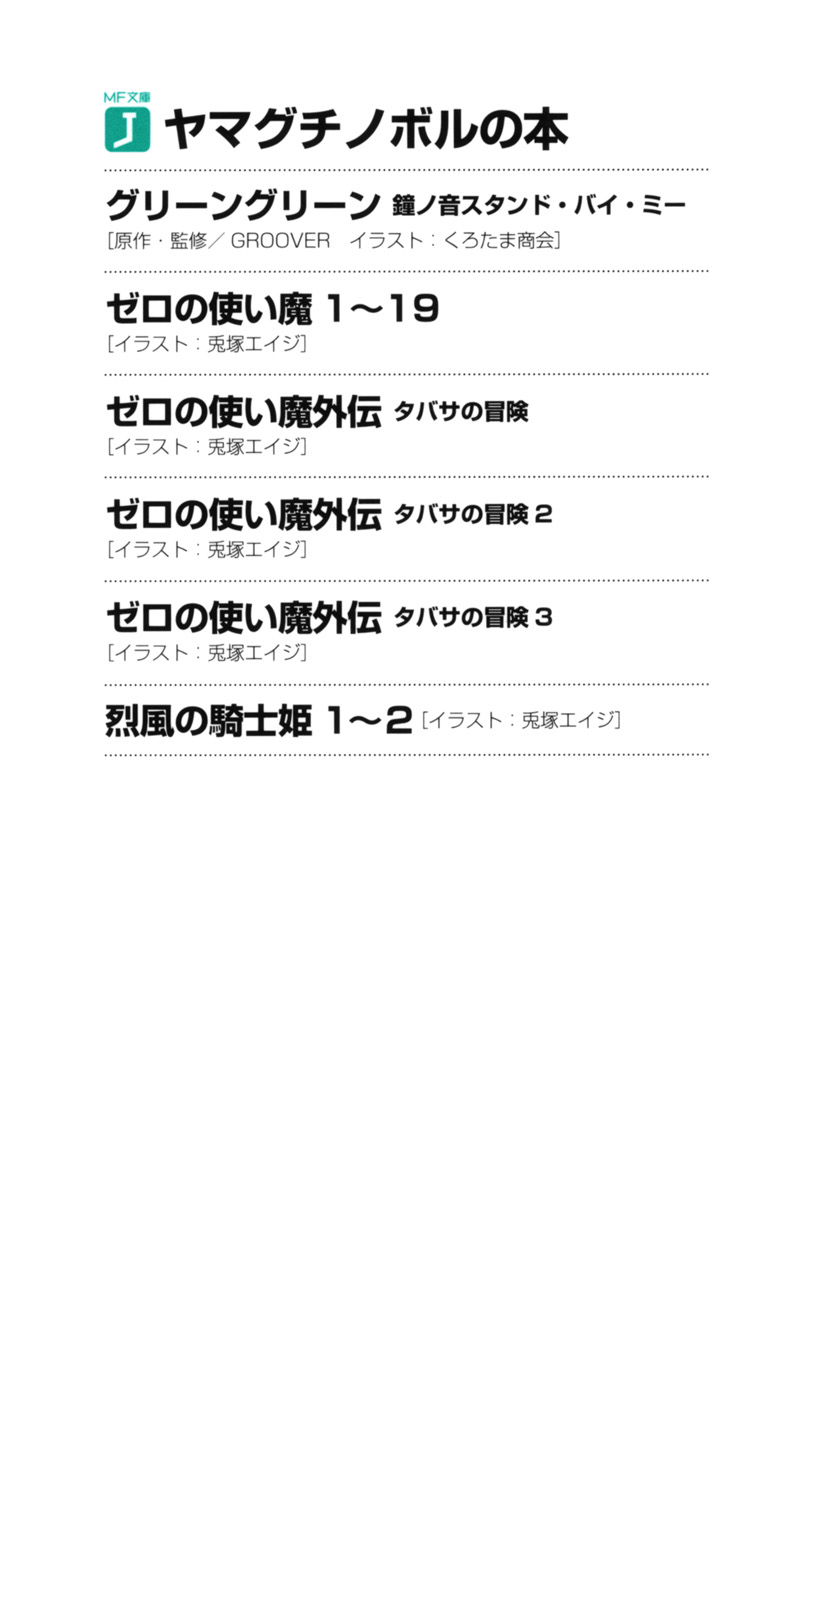 MF文庫
J ヤマグチノボルの本
グリーングリーン 鐘ノ音スタンド・バイ・ミー
[原作・監修／GROOVER　イラスト：くろたま商会]
ゼロの使い魔 1〜19
[イラスト：兎塚エイジ]
ゼロの使い魔外伝 タバサの冒険
[イラスト：兎塚エイジ]
ゼロの使い魔外伝 タバサの冒険 2
[イラスト：兎塚エイジ]
ゼロの使い魔外伝 タバサの冒険 3
[イラスト：兎塚エイジ]
烈風の騎士姫 1〜2 [イラスト：兎塚エイジ]